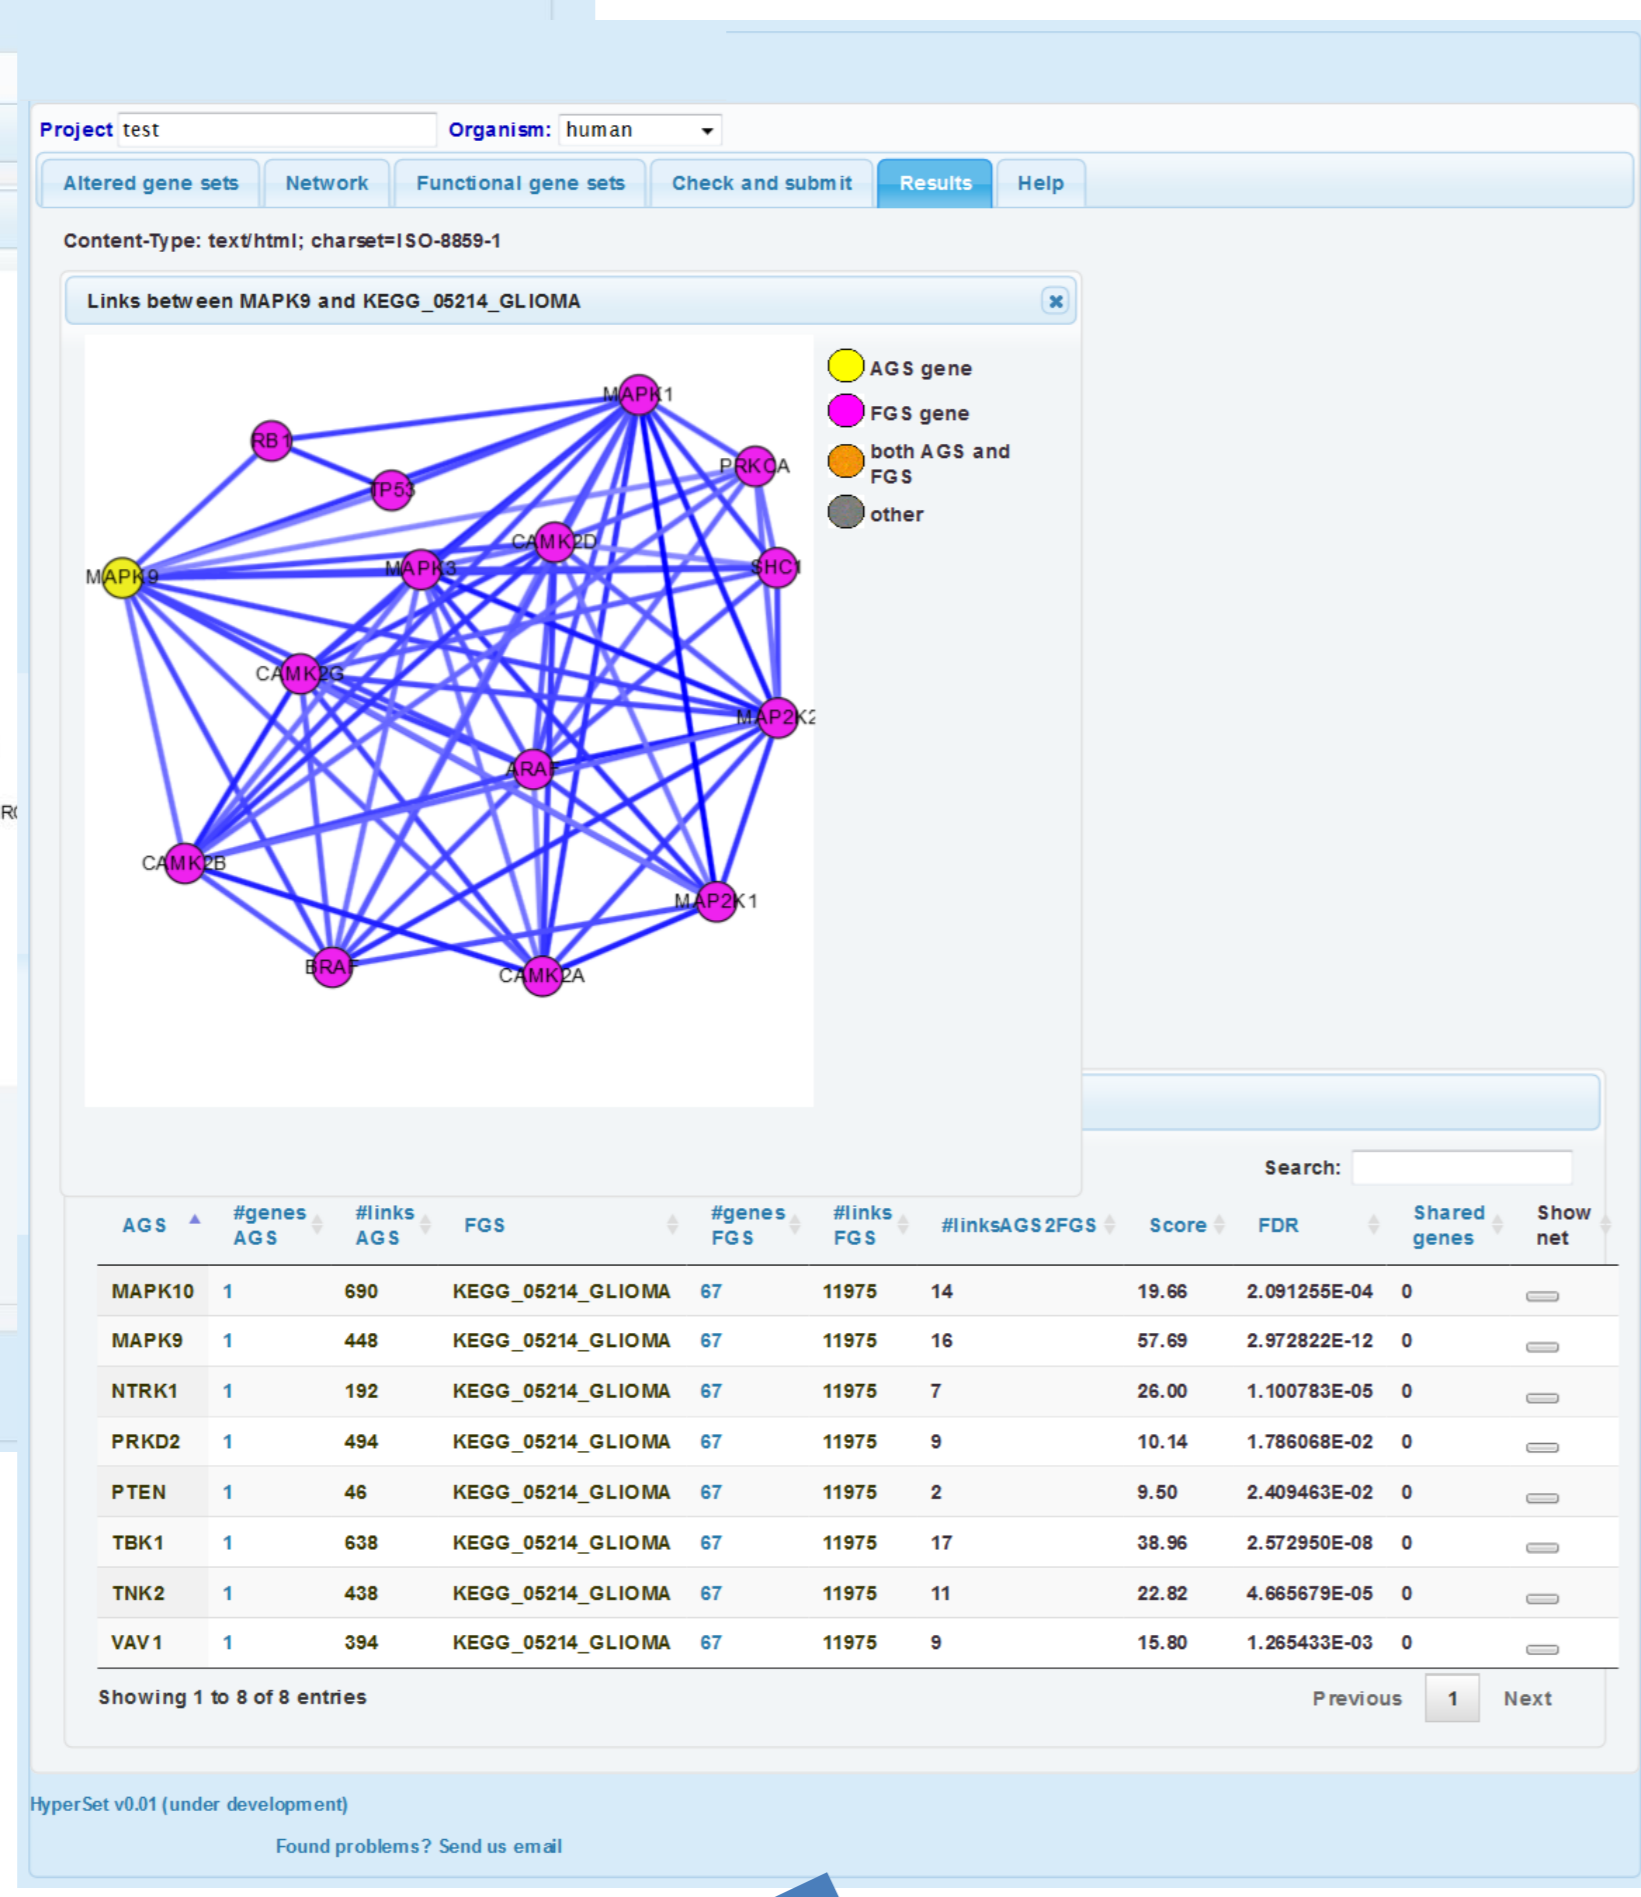 Project test Organism: human
Altered gene sets Network Functional gene sets Check and submit Results Help
Content-Type: text/html; charset=ISO-8859-1
Links between MAPK9 and KEGG_05214_GLIOMA
AGS gene
FGS gene
both AGS and
FGS
other
MAPK1
RB1
PRKCA
TP53
CAMK2D
MAPK3
SHC1
MAPK9
CAMK2G
MAP2K2
ARAF
CAMK2B
MAP2K1
BRAF
CAMK2A
Search:
AGS #genes AGS #links AGS FGS #genes FGS #links FGS #linksAGS2FGS Score FDR Shared genes Show net
MAPK10 1 690 KEGG_05214_GLIOMA 67 11975 14 19.66 2.091255E-04 0
MAPK9 1 448 KEGG_05214_GLIOMA 67 11975 16 57.69 2.972822E-12 0
NTRK1 1 192 KEGG_05214_GLIOMA 67 11975 7 26.00 1.100783E-05 0
PRKD2 1 494 KEGG_05214_GLIOMA 67 11975 9 10.14 1.786068E-02 0
PTEN 1 46 KEGG_05214_GLIOMA 67 11975 2 9.50 2.409463E-02 0
TBK1 1 638 KEGG_05214_GLIOMA 67 11975 17 38.96 2.572950E-08 0
TNK2 1 438 KEGG_05214_GLIOMA 67 11975 11 22.82 4.665679E-05 0
VAV1 1 394 KEGG_05214_GLIOMA 67 11975 9 15.80 1.265433E-03 0
Showing 1 to 8 of 8 entries Previous 1 Next
HyperSet v0.01 (under development)
Found problems? Send us email